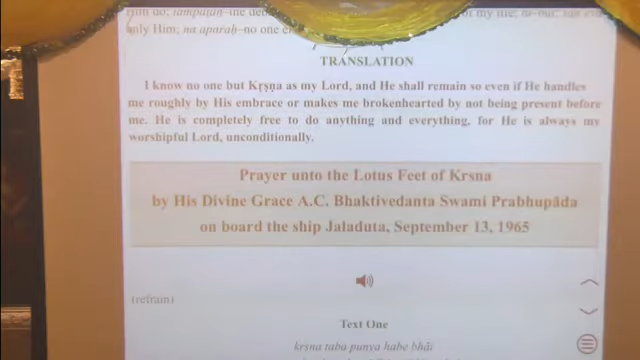 of my life;
only Him; na aparaḥ–no one
TRANSLATION
I know no one but Kṛṣṇa as my Lord, and He shall remain so even if He handles
me roughly by His embrace or makes me brokenhearted by not being present before
me. He is completely free to do anything and everything, for He is always my
worshipful Lord, unconditionally.
Prayer unto the Lotus Feet of Krsna
by His Divine Grace A.C. Bhaktivedanta Swami Prabhupāda
on board the ship Jaladuta, September 13, 1965
(refrain)
Text One
kṛṣṇa taba puṇya habe bhāi